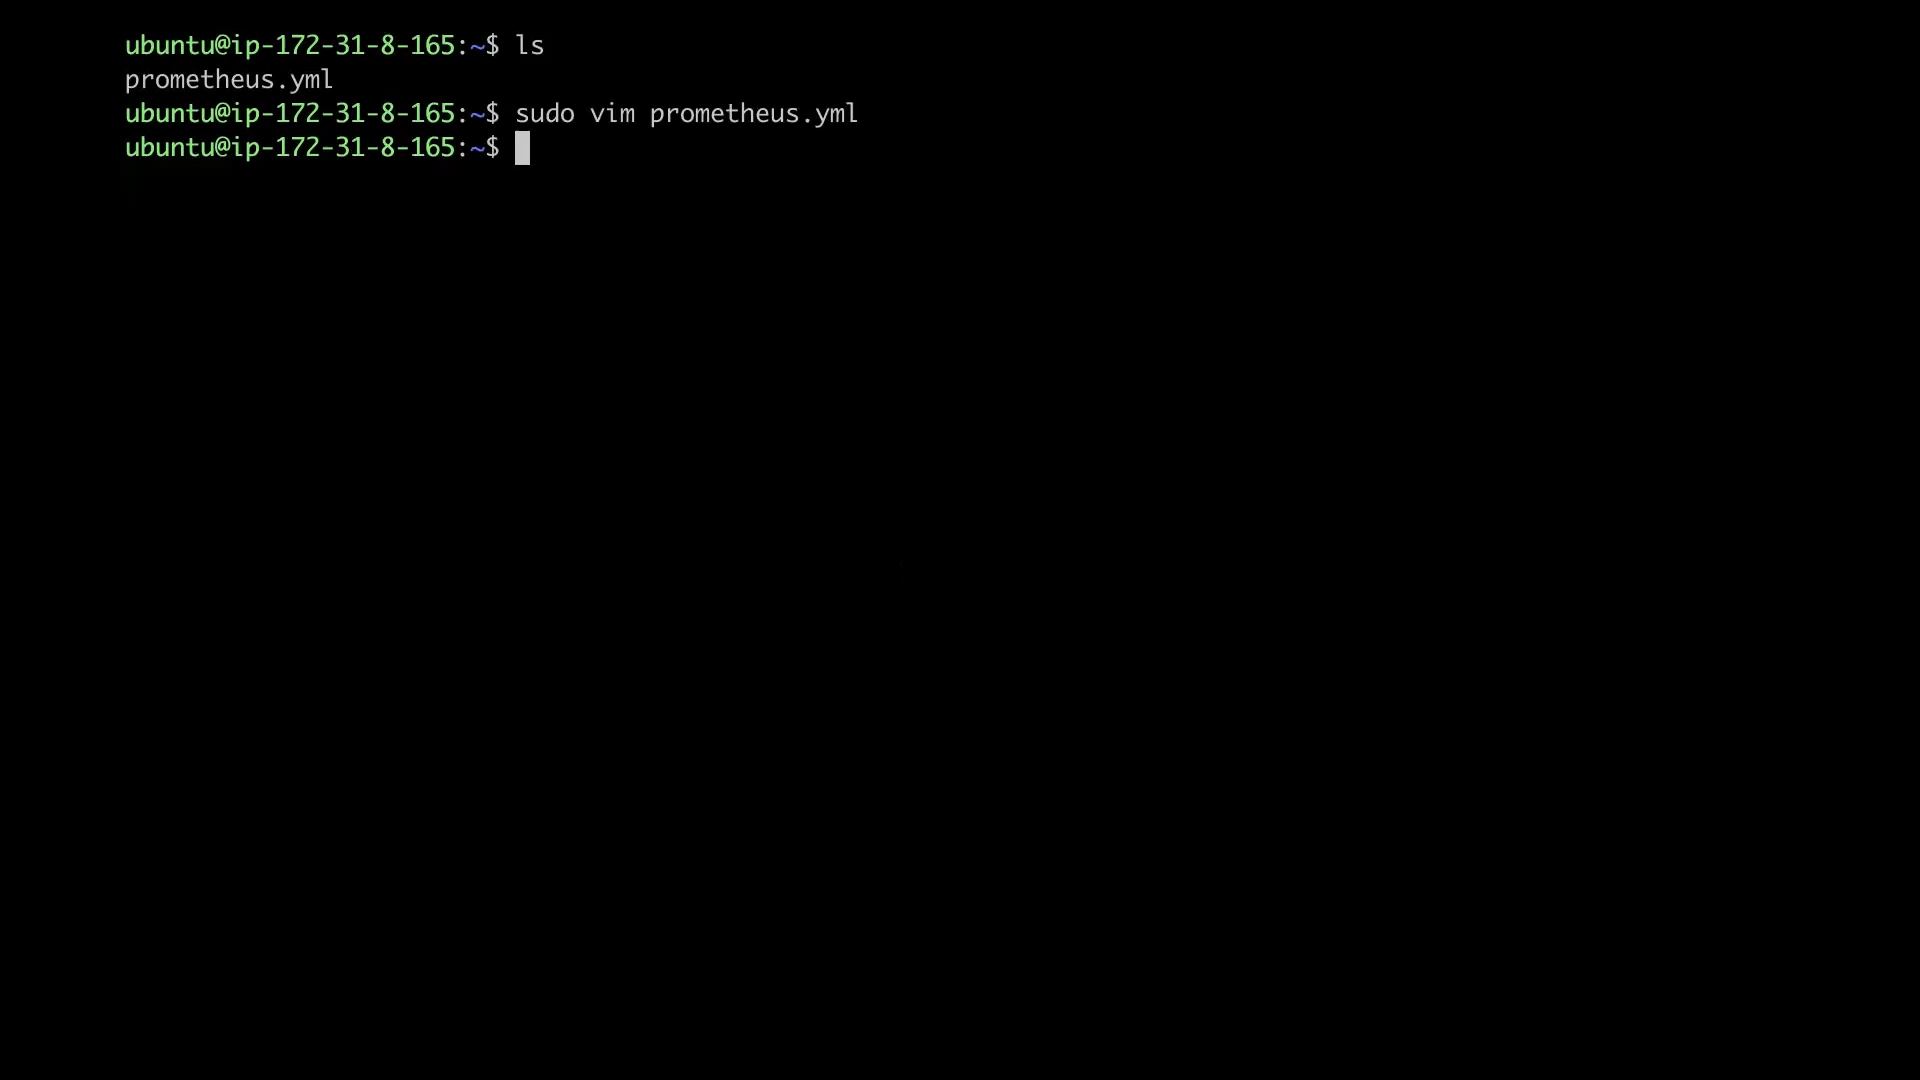 ubuntu@ip-172-31-8-165:~$ ls
prometheus.yml
ubuntu@ip-172-31-8-165:~$ sudo vim prometheus.yml
ubuntu@ip-172-31-8-165:~$